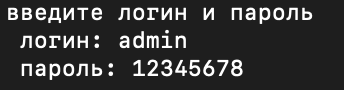 введите логин и пароль
логин: admin
пароль: 12345678